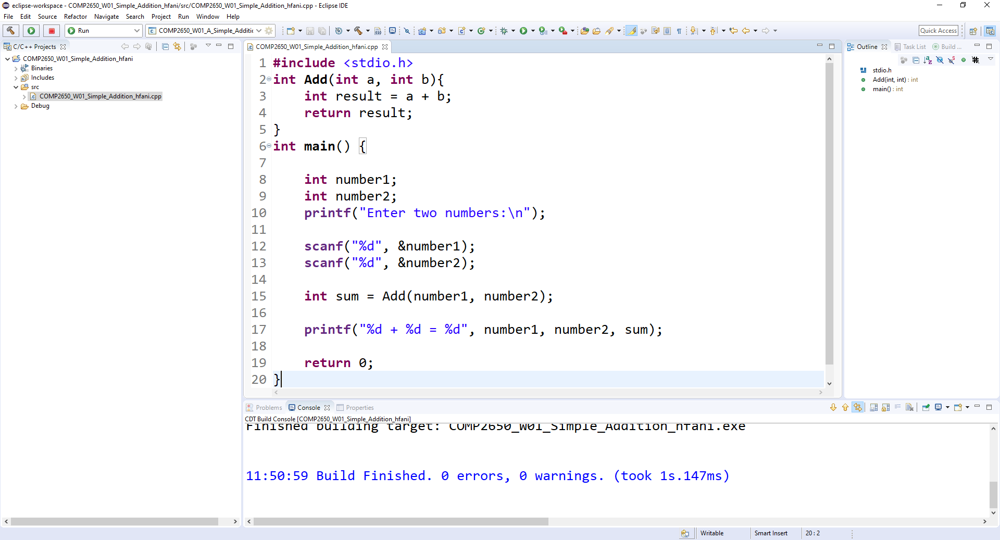 eclipse-workspace - COMP2650_W01_Simple_Addition_hfani/src/COMP2650_W01_Simple_Addition_hfani.cpp - Eclipse IDE
File Edit Source Refactor Navigate Search Project Run Window Help
Run
COMP2650_W01_A_Simple_Additic
Quick Access
C/C++ Projects
COMP2650_W01_Simple_Addition_hfani
Binaries
Includes
src
COMP2650_W01_Simple_Addition_hfani.cpp
Debug
COMP2650_W01_Simple_Addition_hfani.cpp
1 #include <stdio.h>
2 int Add(int a, int b){
3     int result = a + b;
4     return result;
5 }
6 int main() {
7
8     int number1;
9     int number2;
10     printf("Enter two numbers:\n");
11
12     scanf("%d", &number1);
13     scanf("%d", &number2);
14
15     int sum = Add(number1, number2);
16
17     printf("%d + %d = %d", number1, number2, sum);
18
19     return 0;
20 }
Outline Task List Build ...
stdio.h
Add(int, int) : int
main() : int
Problems Console Properties
CDT Build Console [COMP2650_W01_Simple_Addition_hfani]
Finished building target: COMP2650_W01_Simple_Addition_hfani.exe
11:50:59 Build Finished. 0 errors, 0 warnings. (took 1s.147ms)
Writable Smart Insert 20 : 2